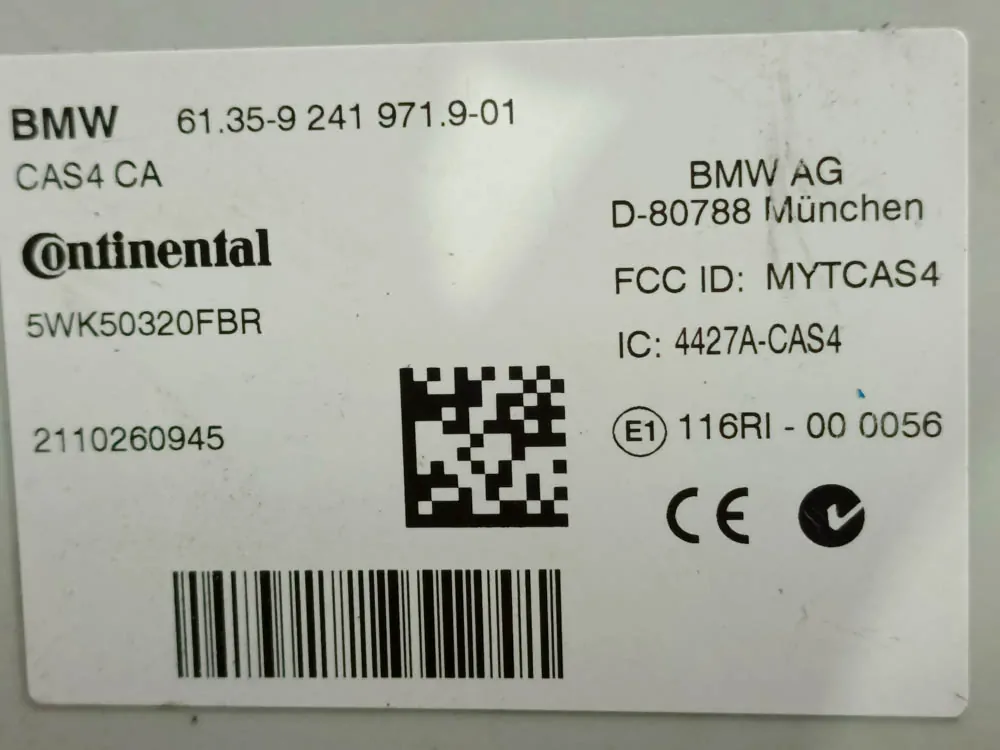 BMW 61.35-9 241 971.9-01
CAS4 CA
Continental
5WK50320FBR
2110260945
BMW AG
D-80788 München
FCC ID: MYTCAS4
IC: 4427A-CAS4
E1 116RI - 00 0056
CE